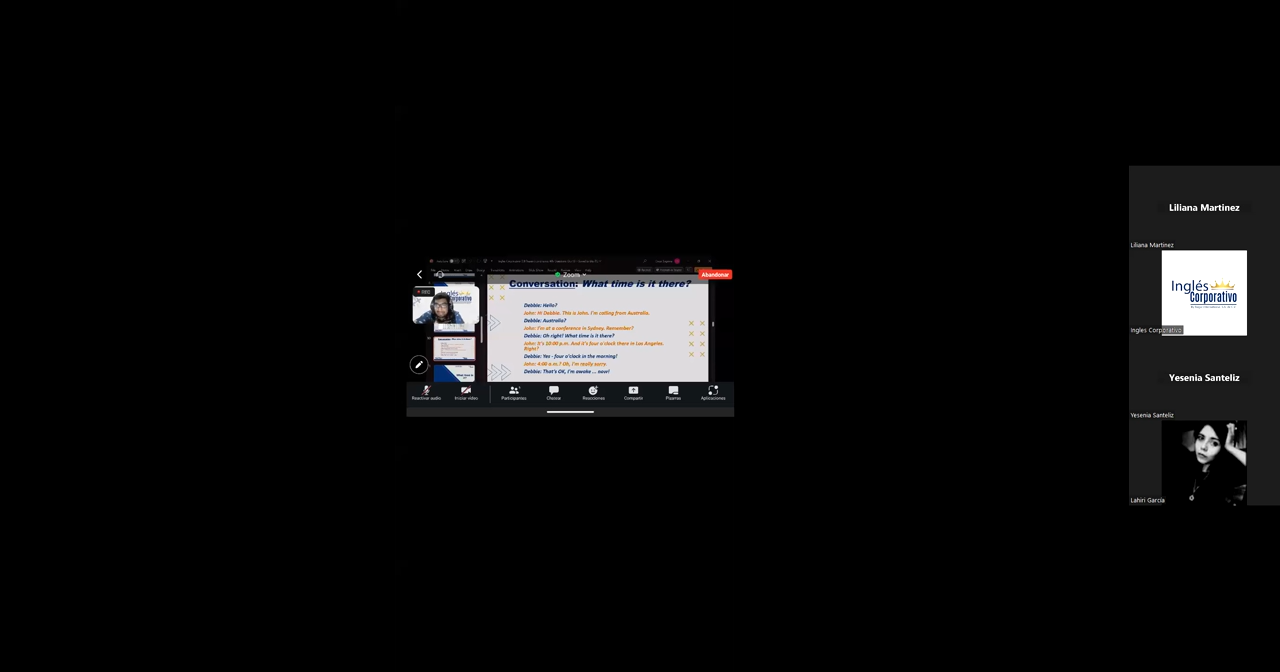 Zoom
Abandonar
Conversation: What time is it there?
Debbie: Hello?
John: Hi Debbie. This is John. I'm calling from Australia.
Debbie: Australia?
John: I'm at a conference in Sydney. Remember?
Debbie: Oh right! What time is it there?
John: It's 10:00 p.m. And it's four o'clock there in Los Angeles.
Right?
Debbie: Yes - four o'clock in the morning!
John: 4:00 a.m.? Oh, I'm really sorry.
Debbie: That's OK, I'm awake ... now!
Reactivar audio
Iniciar video
Participantes
Chatear
Reacciones
Compartir
Pizarras
Aplicaciones
Liliana Martinez
Liliana Martinez
Inglés
Corporativo
Ingles Corporativo
Yesenia Santeliz
Yesenia Santeliz
Lahiri García